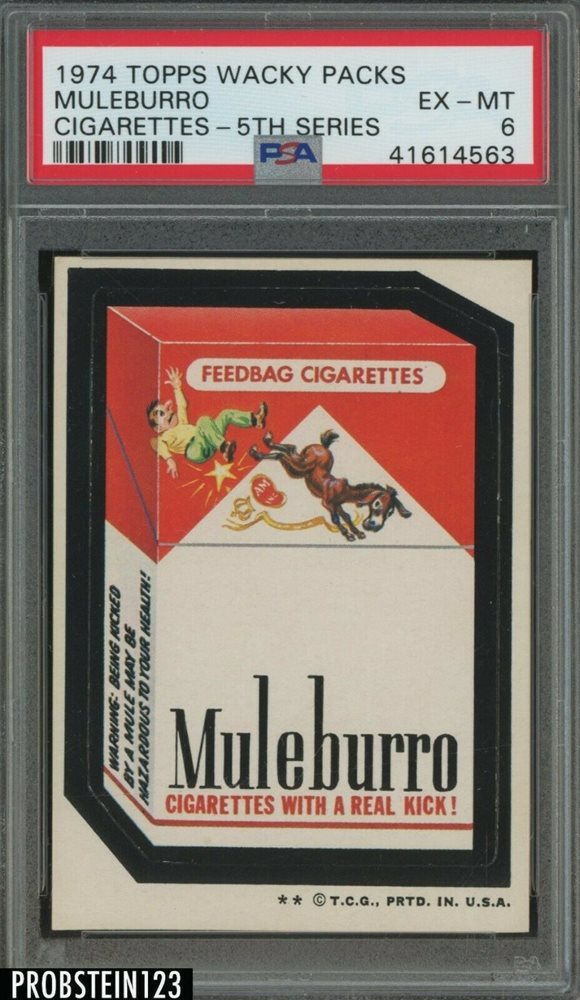 1974 TOPPS WACKY PACKS
MULEBURRO EX – MT
CIGARETTES – 5TH SERIES 6
PSA 41614563
FEEDBAG CIGARETTES
AM
WARNING: BEING KICKED
BY A MULE MAY BE
HAZARDOUS TO YOUR HEALTH!
Muleburro
CIGARETTES WITH A REAL KICK!
** © T.C.G., PRTD. IN. U.S.A.
PROBSTEIN123